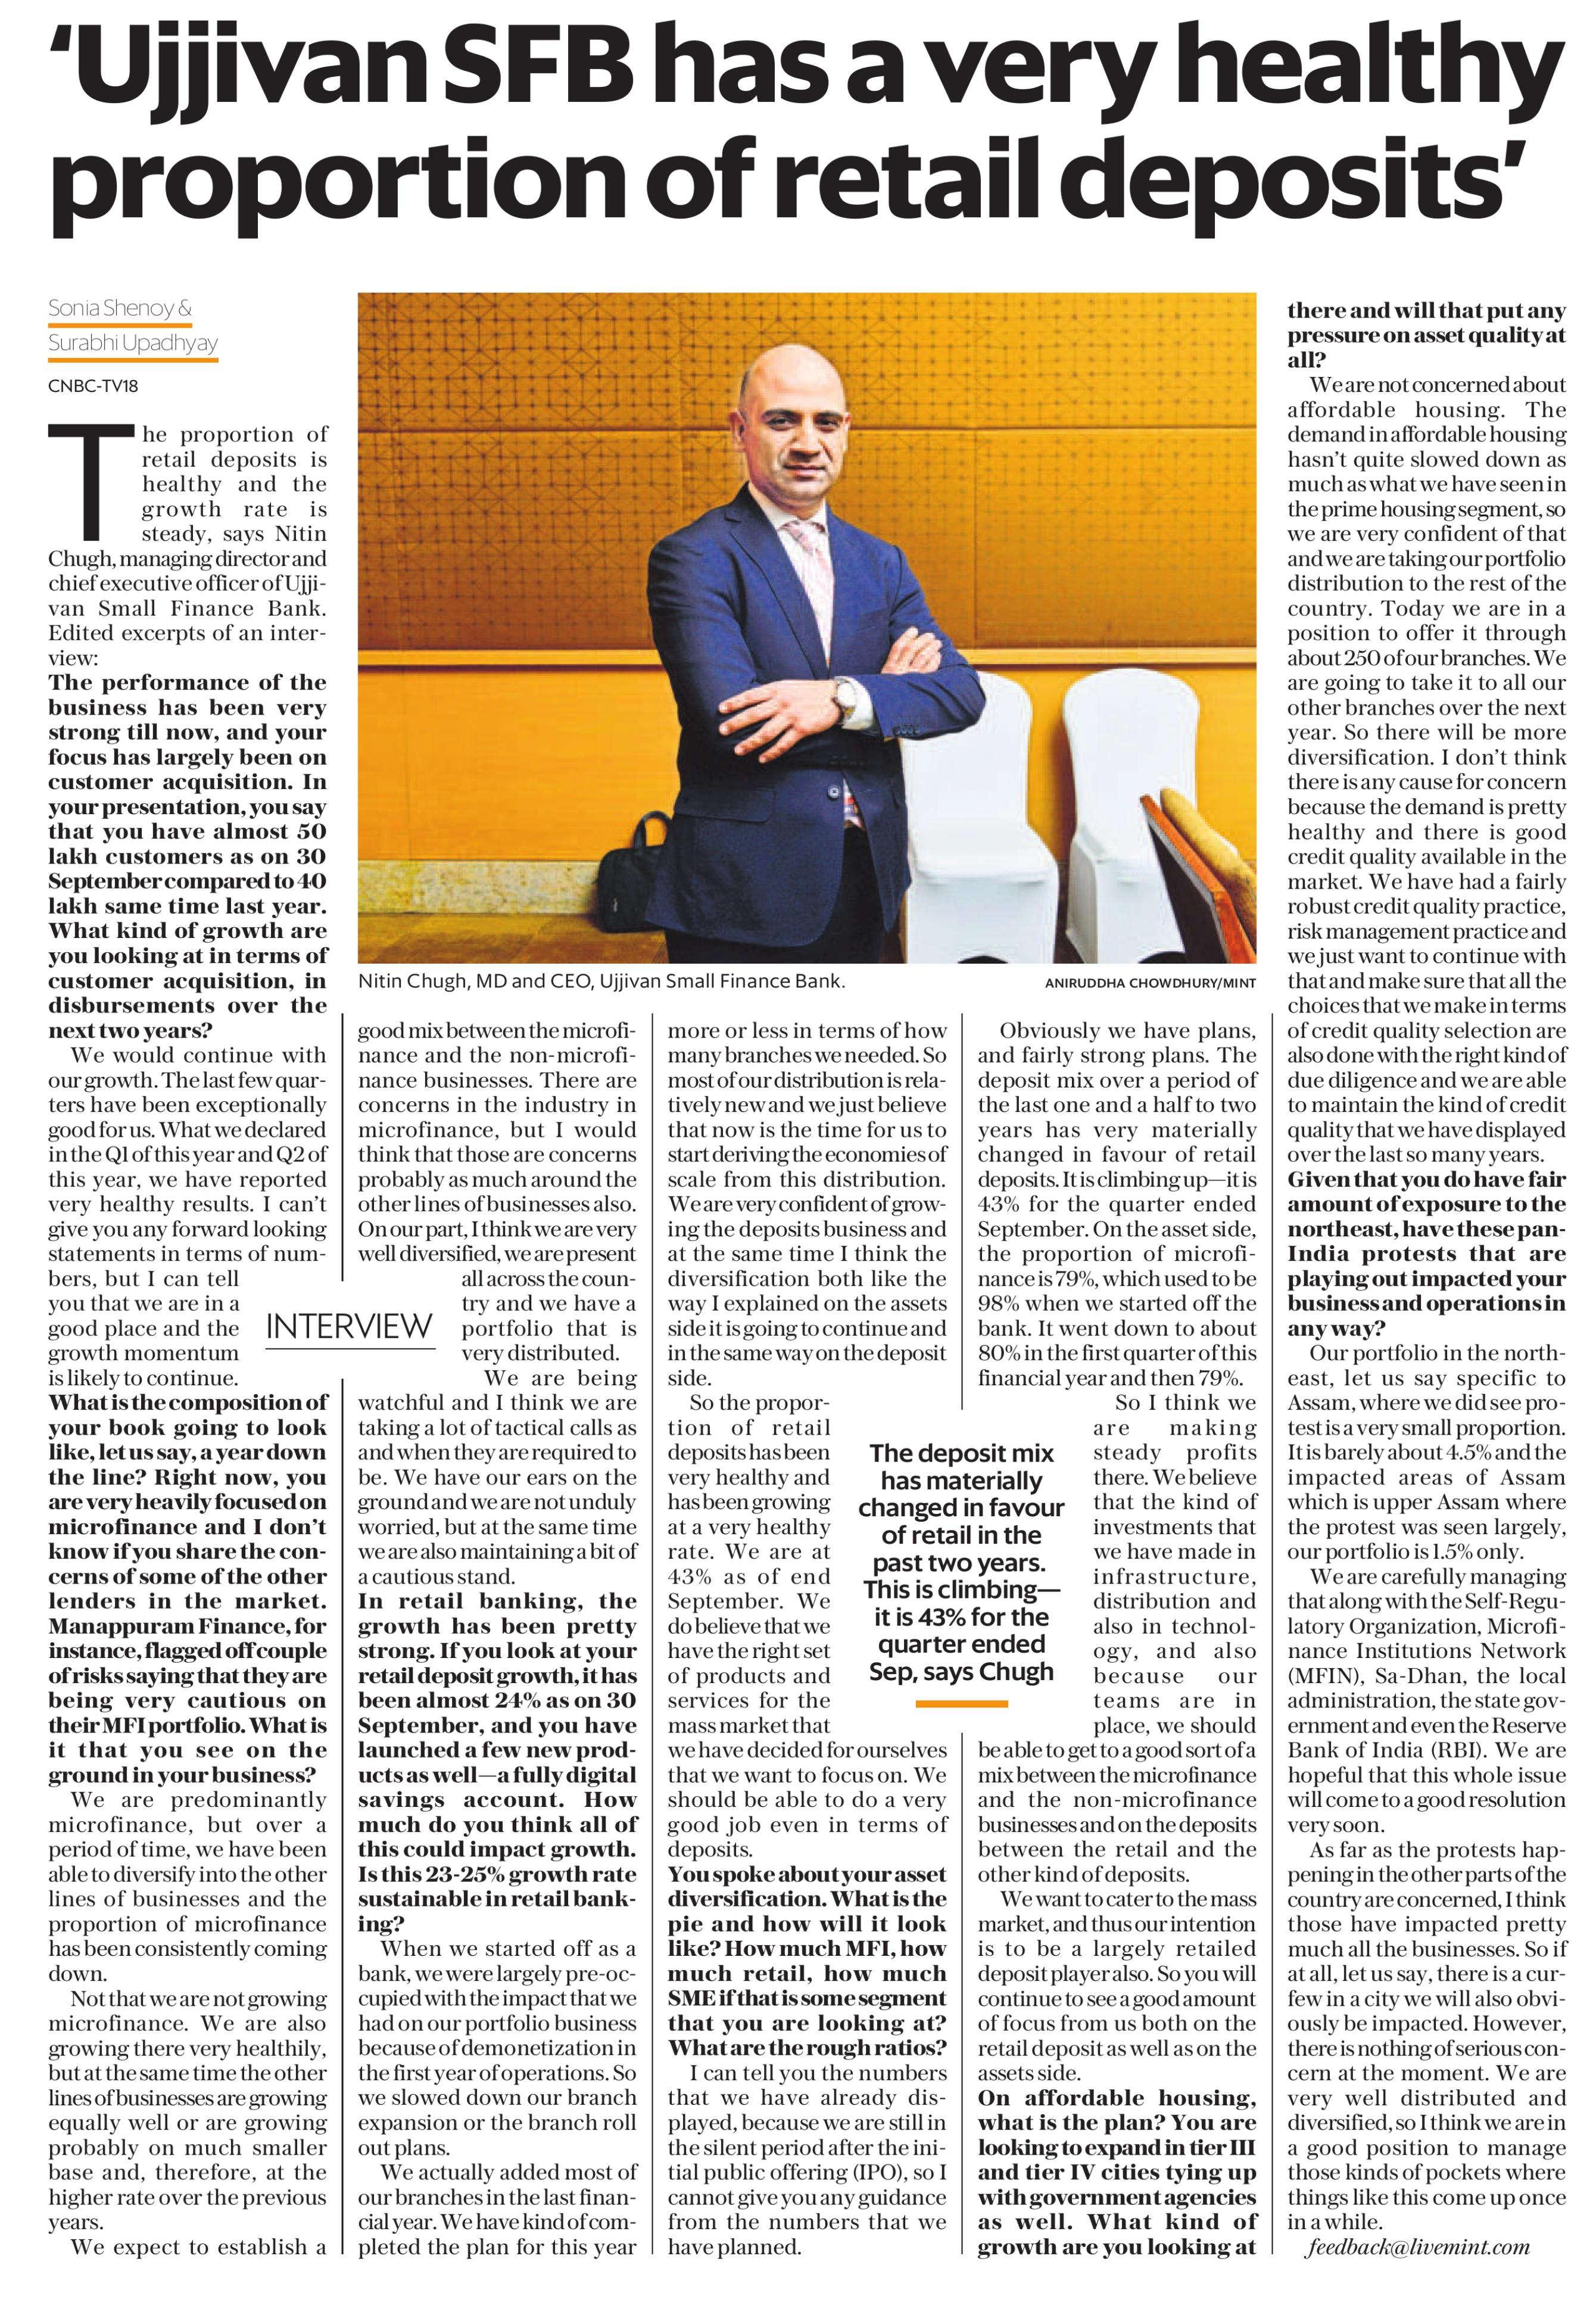 ‘Ujjivan SFB has a very healthy
proportion of retail deposits’
Sonia Shenoy &
Surabhi Upadhyay
CNBC-TV18
The proportion of
retail deposits is
healthy and the
growth rate is
steady, says Nitin
Chugh, managing director and
chief executive officer of Ujji-
van Small Finance Bank.
Edited excerpts of an inter-
view:
The performance of the
business has been very
strong till now, and your
focus has largely been on
customer acquisition. In
your presentation, you say
that you have almost 50
lakh customers as on 30
September compared to 40
lakh same time last year.
What kind of growth are
you looking at in terms of
customer acquisition, in
disbursements over the
next two years?
We would continue with
our growth. The last few quar-
ters have been exceptionally
good for us. What we declared
in the Q1 of this year and Q2 of
this year, we have reported
very healthy results. I can’t
give you any forward looking
statements in terms of num-
bers, but I can tell
you that we are in a
good place and the
growth momentum
is likely to continue.
What is the composition of
your book going to look
like, let us say, a year down
the line? Right now, you
are very heavily focused on
microfinance and I don’t
know if you share the con-
cerns of some of the other
lenders in the market.
Manappuram Finance, for
instance, flagged off couple
of risks saying that they are
being very cautious on
their MFI portfolio. What is
it that you see on the
ground in your business?
We are predominantly
microfinance, but over a
period of time, we have been
able to diversify into the other
lines of businesses and the
proportion of microfinance
has been consistently coming
down.
Not that we are not growing
microfinance. We are also
growing there very healthily,
but at the same time the other
lines of businesses are growing
equally well or are growing
probably on much smaller
base and, therefore, at the
higher rate over the previous
years.
We expect to establish a
INTERVIEW
Nitin Chugh, MD and CEO, Ujjivan Small Finance Bank.
ANIRUDDHA CHOWDHURY/MINT
good mix between the microfi-
nance and the non-microfi-
nance businesses. There are
concerns in the industry in
microfinance, but I would
think that those are concerns
probably as much around the
other lines of businesses also.
On our part, I think we are very
well diversified, we are present
all across the coun-
try and we have a
portfolio that is
very distributed.
We are being
watchful and I think we are
taking a lot of tactical calls as
and when they are required to
be. We have our ears on the
ground and we are not unduly
worried, but at the same time
we are also maintaining a bit of
a cautious stand.
In retail banking, the
growth has been pretty
strong. If you look at your
retail deposit growth, it has
been almost 24% as on 30
September, and you have
launched a few new prod-
ucts as well—a fully digital
savings account. How
much do you think all of
this could impact growth.
Is this 23-25% growth rate
sustainable in retail bank-
ing?
When we started off as a
bank, we were largely pre-oc-
cupied with the impact that we
had on our portfolio business
because of demonetization in
the first year of operations. So
we slowed down our branch
expansion or the branch roll
out plans.
We actually added most of
our branches in the last finan-
cial year. We have kind of com-
pleted the plan for this year
more or less in terms of how
many branches we needed. So
most of our distribution is rela-
tively new and we just believe
that now is the time for us to
start deriving the economies of
scale from this distribution.
We are very confident of grow-
ing the deposits business and
at the same time I think the
diversification both like the
way I explained on the assets
side it is going to continue and
in the same way on the deposit
side.
So the propor-
tion of retail
deposits has been
very healthy and
has been growing
at a very healthy
rate. We are at
43% as of end
September. We
do believe that we
have the right set
of products and
services for the
mass market that
we have decided for ourselves
that we want to focus on. We
should be able to do a very
good job even in terms of
deposits.
You spoke about your asset
diversification. What is the
pie and how will it look
like? How much MFI, how
much retail, how much
SME if that is some segment
that you are looking at?
What are the rough ratios?
I can tell you the numbers
that we have already dis-
played, because we are still in
the silent period after the ini-
tial public offering (IPO), so I
cannot give you any guidance
from the numbers that we
have planned.
The deposit mix
has materially
changed in favour
of retail in the
past two years.
This is climbing—
it is 43% for the
quarter ended
Sep, says Chugh
Obviously we have plans,
and fairly strong plans. The
deposit mix over a period of
the last one and a half to two
years has very materially
changed in favour of retail
deposits. It is climbing up—it is
43% for the quarter ended
September. On the asset side,
the proportion of microfi-
nance is 79%, which used to be
98% when we started off the
bank. It went down to about
80% in the first quarter of this
financial year and then 79%.
So I think we
are making
steady profits
there. We believe
that the kind of
investments that
we have made in
infrastructure,
distribution and
also in technol-
ogy, and also
because our
teams are in
place, we should
be able to get to a good sort of a
mix between the microfinance
and the non-microfinance
businesses and on the deposits
between the retail and the
other kind of deposits.
We want to cater to the mass
market, and thus our intention
is to be a largely retailed
deposit player also. So you will
continue to see a good amount
of focus from us both on the
retail deposit as well as on the
assets side.
On affordable housing,
what is the plan? You are
looking to expand in tier III
and tier IV cities tying up
with government agencies
as well. What kind of
growth are you looking at
there and will that put any
pressure on asset quality at
all?
We are not concerned about
affordable housing. The
demand in affordable housing
hasn’t quite slowed down as
much as what we have seen in
the prime housing segment, so
we are very confident of that
and we are taking our portfolio
distribution to the rest of the
country. Today we are in a
position to offer it through
about 250 of our branches. We
are going to take it to all our
other branches over the next
year. So there will be more
diversification. I don’t think
there is any cause for concern
because the demand is pretty
healthy and there is good
credit quality available in the
market. We have had a fairly
robust credit quality practice,
risk management practice and
we just want to continue with
that and make sure that all the
choices that we make in terms
of credit quality selection are
also done with the right kind of
due diligence and we are able
to maintain the kind of credit
quality that we have displayed
over the last so many years.
Given that you do have fair
amount of exposure to the
northeast, have these pan-
India protests that are
playing out impacted your
business and operations in
any way?
Our portfolio in the north-
east, let us say specific to
Assam, where we did see pro-
test is a very small proportion.
It is barely about 4.5% and the
impacted areas of Assam
which is upper Assam where
the protest was seen largely,
our portfolio is 1.5% only.
We are carefully managing
that along with the Self-Regu-
latory Organization, Microfi-
nance Institutions Network
(MFIN), Sa-Dhan, the local
administration, the state gov-
ernment and even the Reserve
Bank of India (RBI). We are
hopeful that this whole issue
will come to a good resolution
very soon.
As far as the protests hap-
pening in the other parts of the
country are concerned, I think
those have impacted pretty
much all the businesses. So if
at all, let us say, there is a cur-
few in a city we will also obvi-
ously be impacted. However,
there is nothing of serious con-
cern at the moment. We are
very well distributed and
diversified, so I think we are in
a good position to manage
those kinds of pockets where
things like this come up once
in a while.
feedback@livemint.com